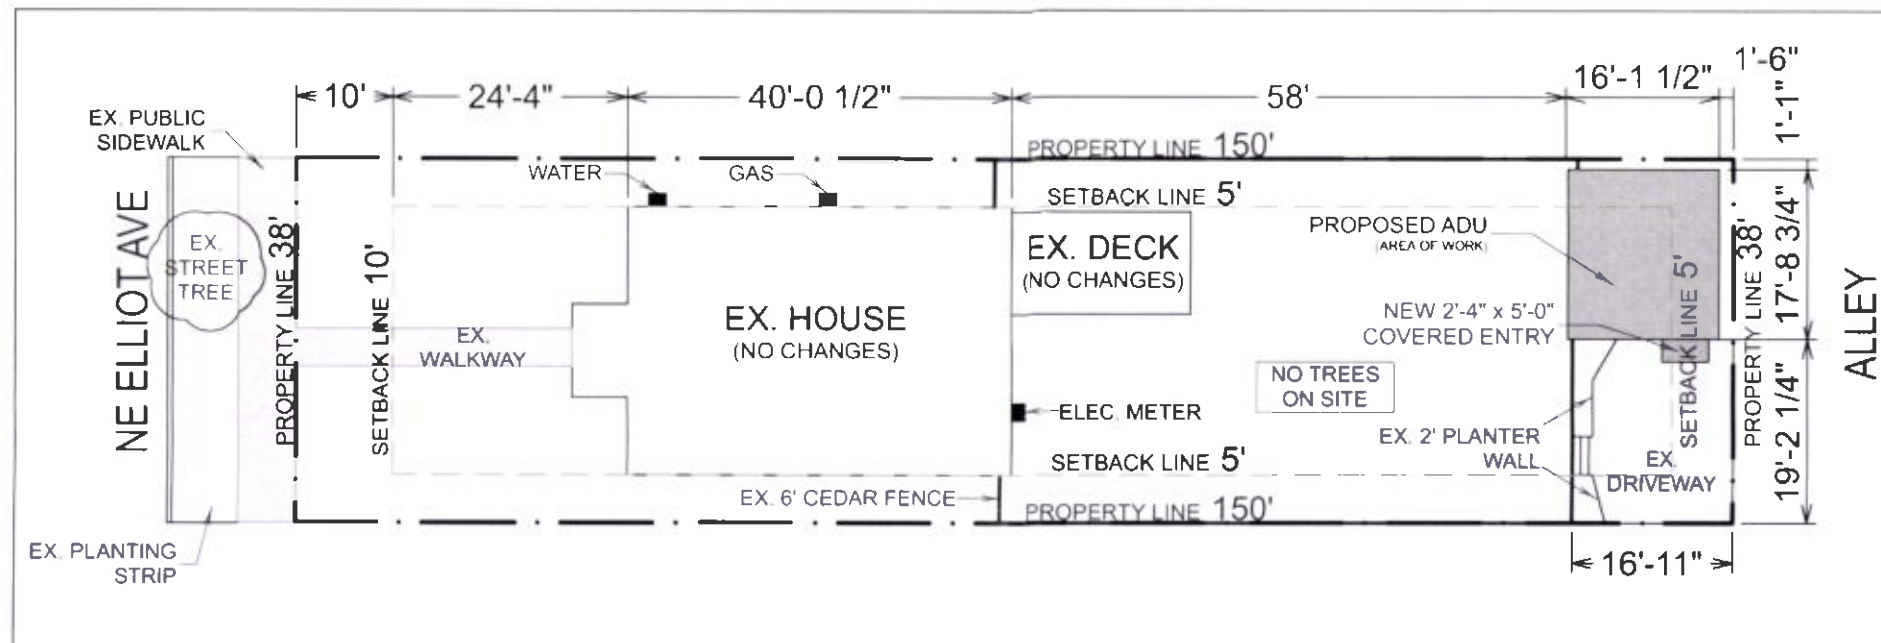 1'-6"
10'
24'-4"
40'-0 1/2"
58'
16'-1 1/2"
1'-1"
EX. PUBLIC
SIDEWALK
PROPERTY LINE 150'
WATER
GAS
SETBACK LINE 5'
NE ELLIOT AVE
EX.
STREET
TREE
PROPERTY LINE 38'
SETBACK LINE 10'
EX.
WALKWAY
EX. HOUSE
(NO CHANGES)
EX. DECK
(NO CHANGES)
PROPOSED ADU
(AREA OF WORK)
NEW 2'-4" x 5'-0"
COVERED ENTRY
SETBACK LINE 5'
PROPERTY LINE 38'
17'-8 3/4"
ALLEY
NO TREES
ON SITE
ELEC. METER
EX. 2' PLANTER
WALL
EX.
DRIVEWAY
19'-2 1/4"
SETBACK LINE 5'
EX. 6' CEDAR FENCE
PROPERTY LINE 150'
EX. PLANTING
STRIP
16'-11"